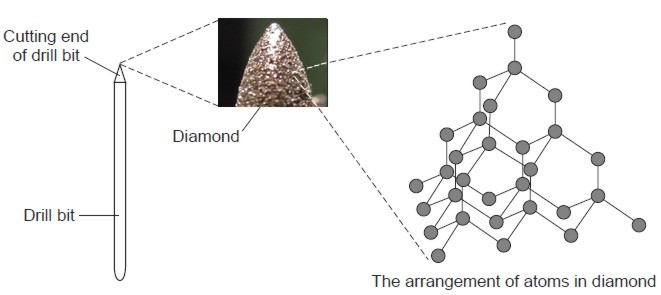 Cutting end
of drill bit
Diamond
Drill bit
The arrangement of atoms in diamond